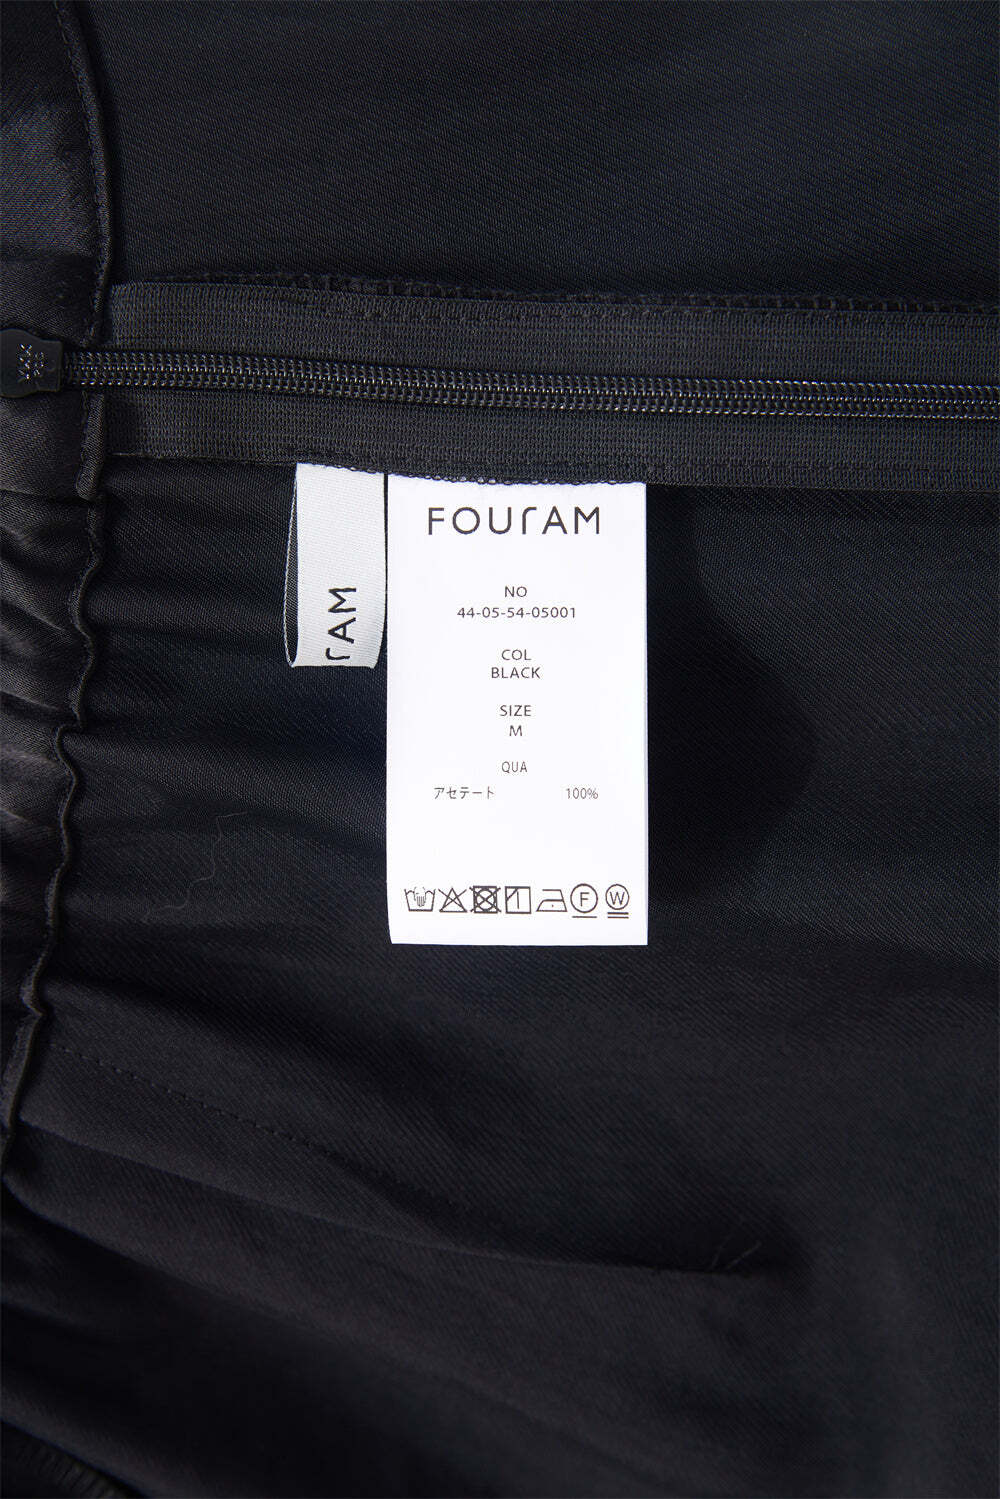 FOURAM
NO
44-05-54-05001
COL
BLACK
SIZE
M
QUA
アセテート 100%
F
W
RAM